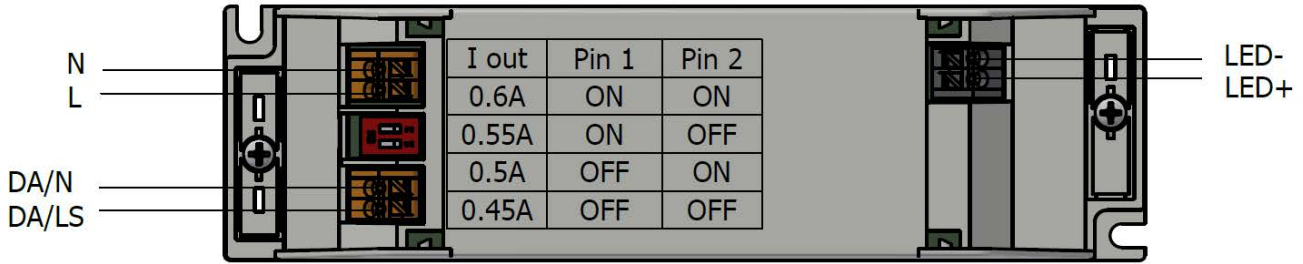 N
L
DA/N
DA/LS
I out Pin 1 Pin 2
0.6A ON ON
0.55A ON OFF
0.5A OFF ON
0.45A OFF OFF
LED-
LED+